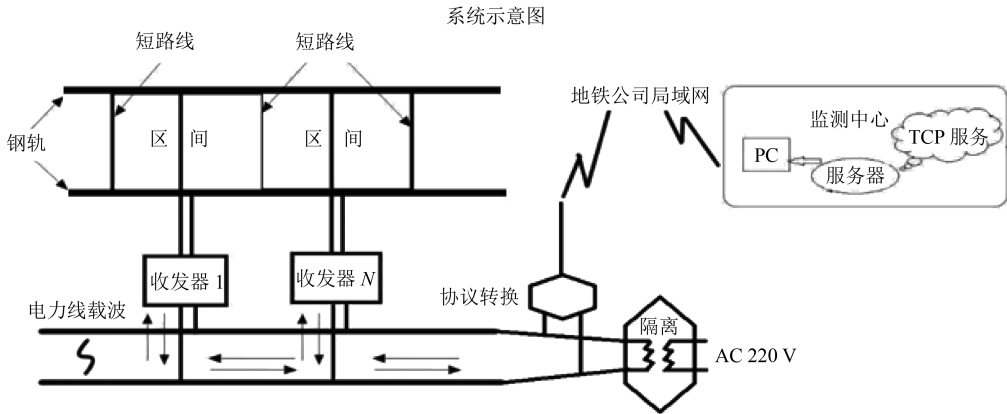 系统示意图
短路线
短路线
钢轨
区 间
区 间
地铁公司局域网
监测中心
TCP 服务
PC
服务器
收发器 1
收发器 N
电力线载波
协议转换
隔离
AC 220 V